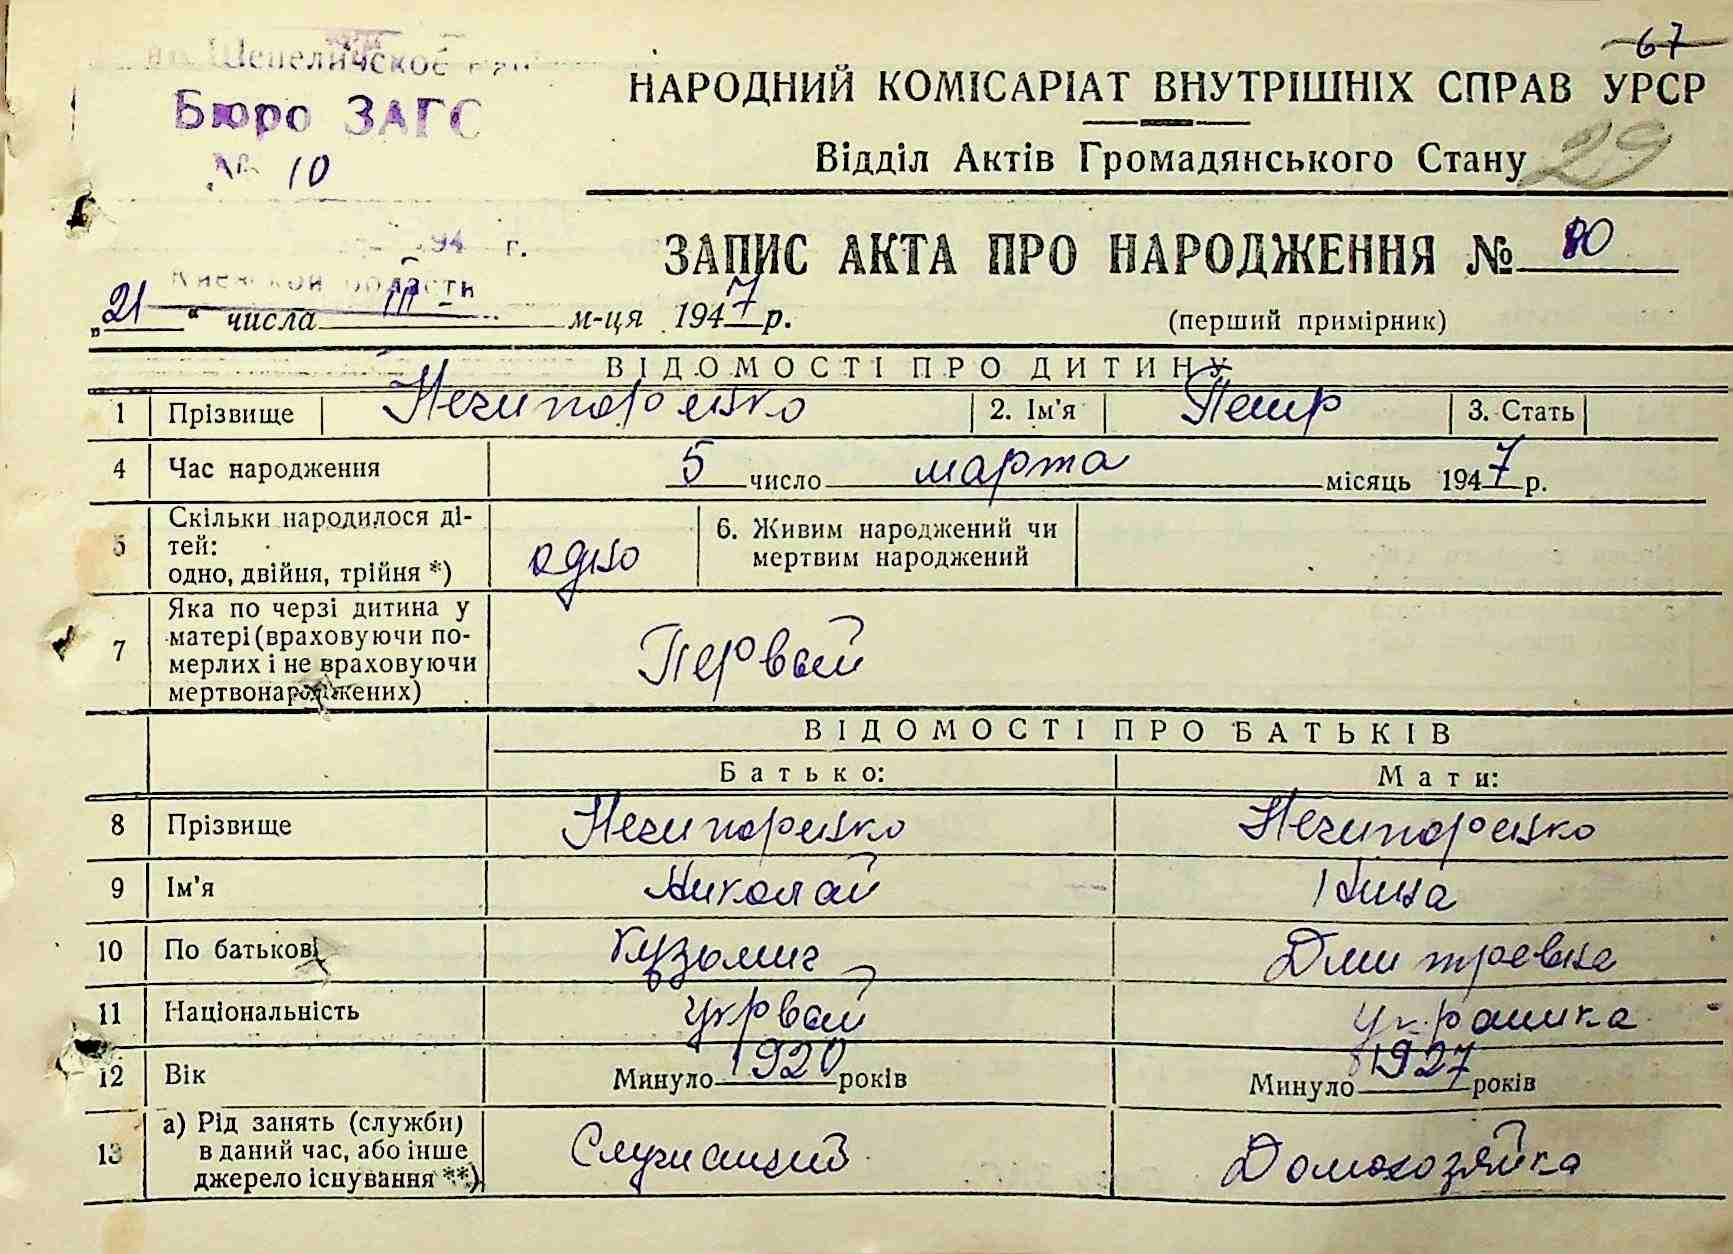 67
Шепеличское
НАРОДНИЙ КОМІСАРІАТ ВНУТРІШНІХ СПРАВ УРСР
Бюро ЗАГС
Відділ Актів Громадянського Стану 29
№ 10
194 г.
ЗАПИС АКТА ПРО НАРОДЖЕННЯ № 80
Киевской области
„21“ числа III м-ця 1947 р. (перший примірник)
ВІДОМОСТІ ПРО ДИТИНУ
1 Прізвище Нечипоренко 2. Ім'я Петр 3. Стать
4 Час народження 5 число марта місяць 1947 р.
5 Скільки народилося ді-
тей:
одно, двійня, трійня *) одно 6. Живим народжений чи
мертвим народжений
7 Яка по черзі дитина у
матері (враховуючи по-
мерлих і не враховуючи
мертвонароджених) Первый
ВІДОМОСТІ ПРО БАТЬКІВ
Батько: Мати:
8 Прізвище Нечипоренко Нечипоренко
9 Ім'я Николай Нина
10 По батькові Кузьмич Дмитревна
11 Національність Укрвай Украинка
12 Вік Минуло 1920 років Минуло 1927 років
13 а) Рід занять (служби)
в даний час, або інше
джерело існування **) Служащий Домохозяйка